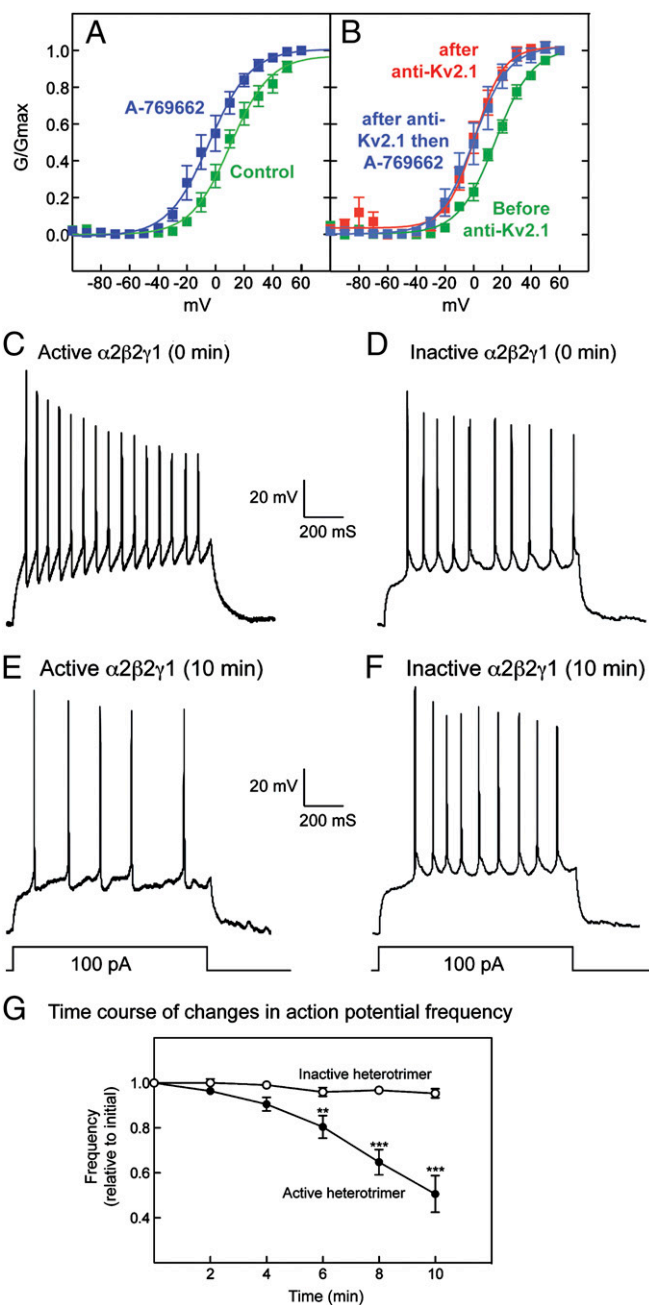 A
B
G/Gmax
1.0
0.8
0.6
0.4
0.2
0.0
A-769662
Control
-80 -60 -40 -20 0 20 40 60
mV
after
anti-Kv2.1
after anti-
Kv2.1 then
A-769662
Before
anti-Kv2.1
-80 -60 -40 -20 0 20 40 60
mV
C Active α2β2γ1 (0 min)
D Inactive α2β2γ1 (0 min)
20 mV
200 mS
E Active α2β2γ1 (10 min)
F Inactive α2β2γ1 (10 min)
20 mV
200 mS
100 pA
100 pA
G Time course of changes in action potential frequency
Frequency
(relative to initial)
1.0
0.8
0.6
0.4
Inactive heterotrimer
**
***
***
Active heterotrimer
2 4 6 8 10
Time (min)